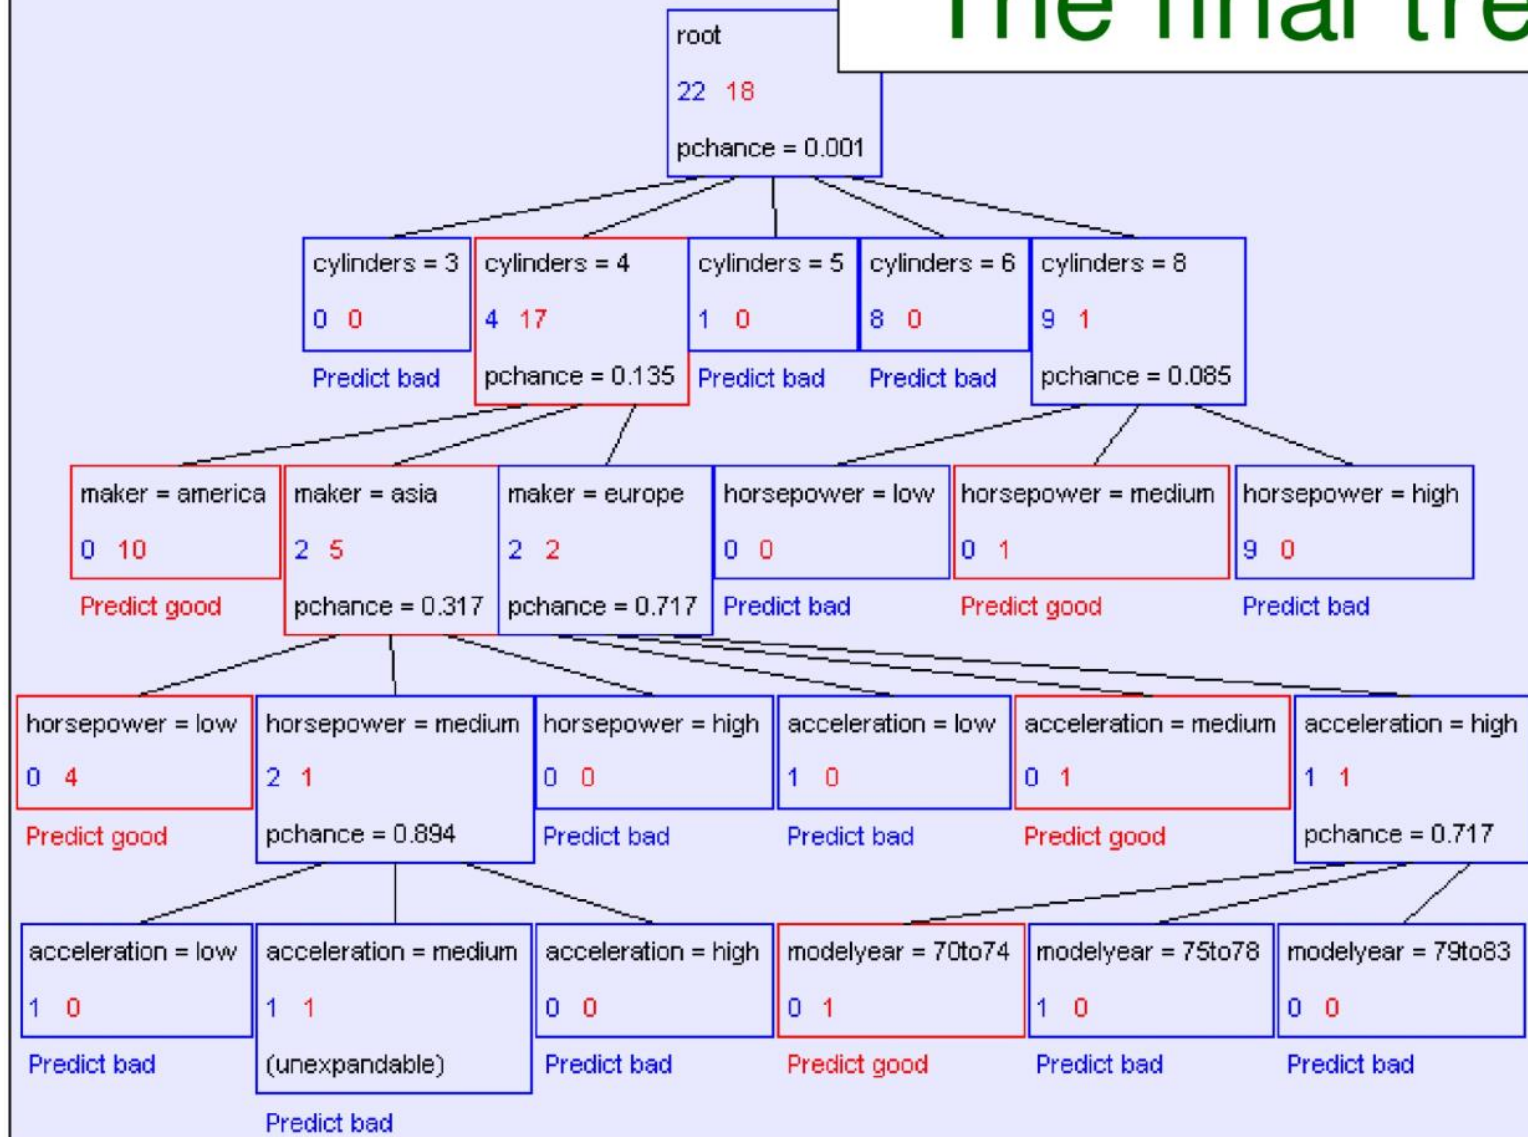 The final tre
root
22 18
pchance = 0.001
cylinders = 3
0 0
Predict bad
cylinders = 4
4 17
pchance = 0.135
cylinders = 5
1 0
Predict bad
cylinders = 6
8 0
Predict bad
cylinders = 8
9 1
pchance = 0.085
maker = america
0 10
Predict good
maker = asia
2 5
pchance = 0.317
maker = europe
2 2
pchance = 0.717
horsepower = low
0 0
Predict bad
horsepower = medium
0 1
Predict good
horsepower = high
9 0
Predict bad
horsepower = low
0 4
Predict good
horsepower = medium
2 1
pchance = 0.894
horsepower = high
0 0
Predict bad
acceleration = low
1 0
Predict bad
acceleration = medium
0 1
Predict good
acceleration = high
1 1
pchance = 0.717
acceleration = low
1 0
Predict bad
acceleration = medium
1 1
(unexpandable)
Predict bad
acceleration = high
0 0
Predict bad
modelyear = 70to74
0 1
Predict good
modelyear = 75to78
1 0
Predict bad
modelyear = 79to83
0 0
Predict bad